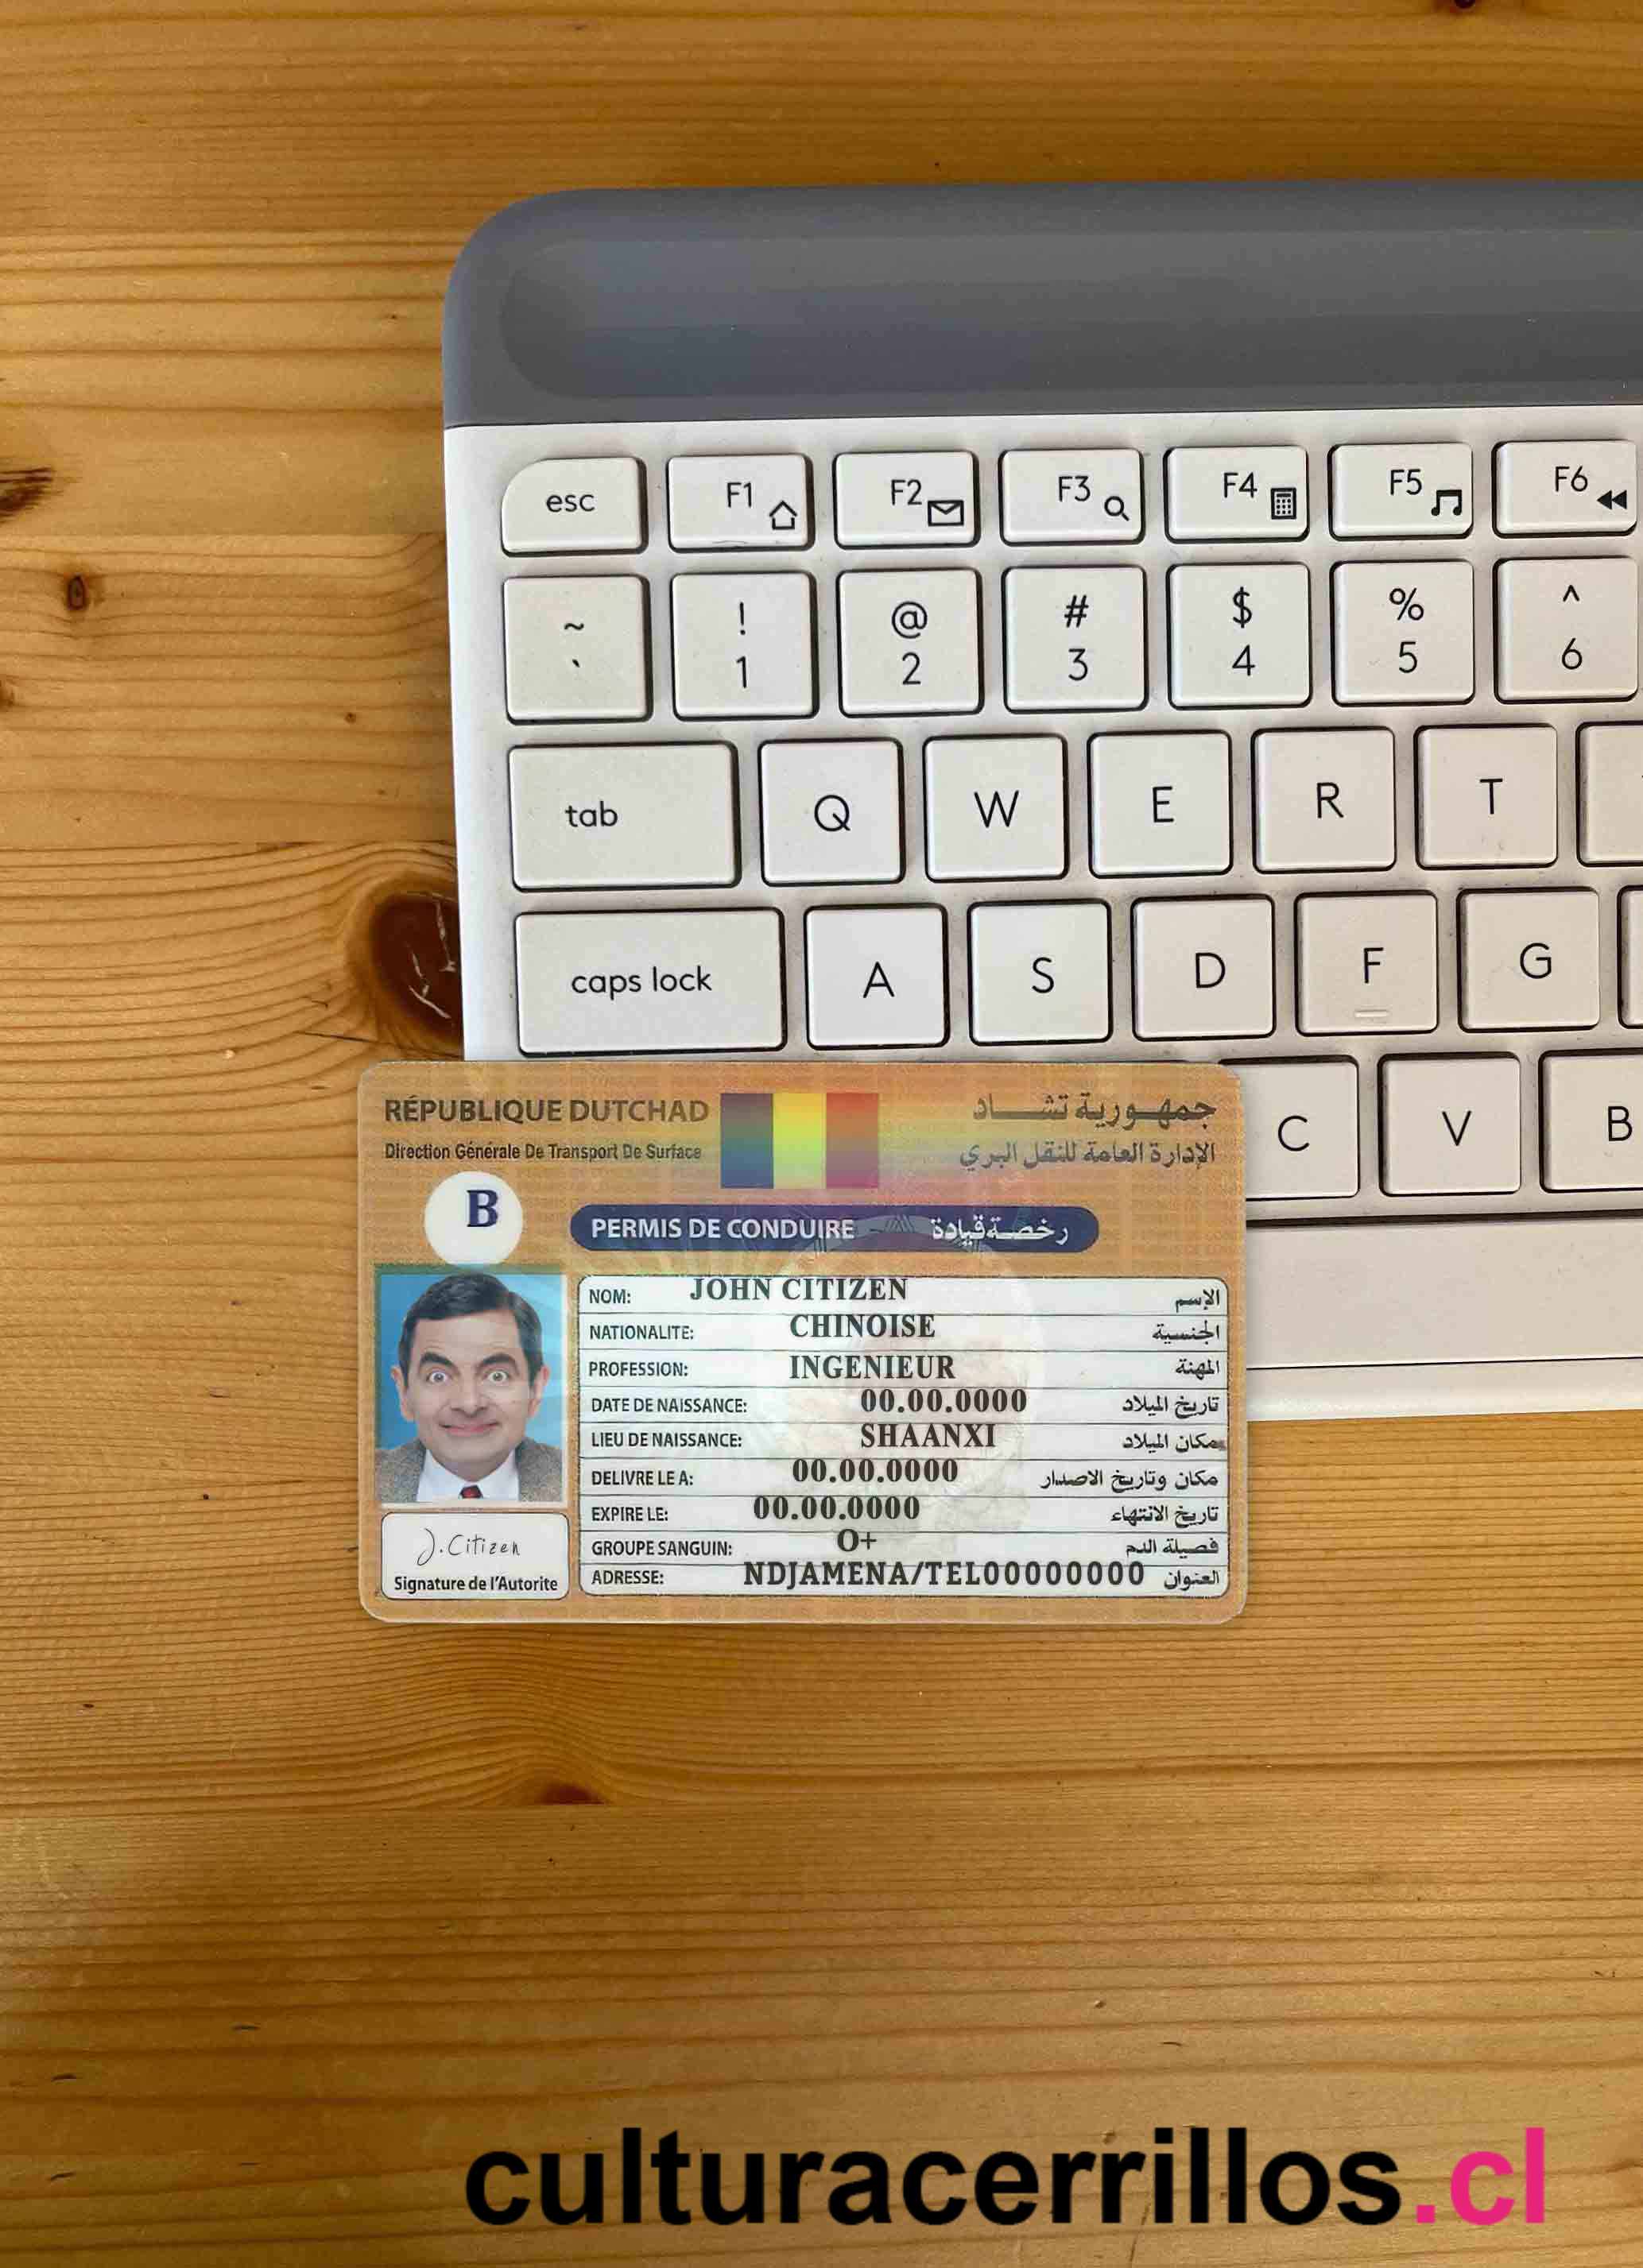 esc F1 F2 F3 F4 F5 F6
~ ! @ # $ % ^
` 1 2 3 4 5 6
tab Q W E R T
caps lock A S D F G
C V B
RÉPUBLIQUE DUTCHAD جمهورية تشاد
Direction Générale De Transport De Surface الإدارة العامة للنقل البري
B
PERMIS DE CONDUIRE رخصة قيادة
NOM: JOHN CITIZEN الإسم
NATIONALITE: CHINOISE الجنسية
PROFESSION: INGENIEUR المهنة
DATE DE NAISSANCE: 00.00.0000 تاريخ الميلاد
LIEU DE NAISSANCE: SHAANXI مكان الميلاد
DELIVRE LE A: 00.00.0000 مكان وتاريخ الاصدار
EXPIRE LE: 00.00.0000 تاريخ الانتهاء
GROUPE SANGUIN: O+ فصيلة الدم
ADRESSE: NDJAMENA/TEL00000000 العنوان
J.Citizen
Signature de l'Autorite
culturacerrillos.cl